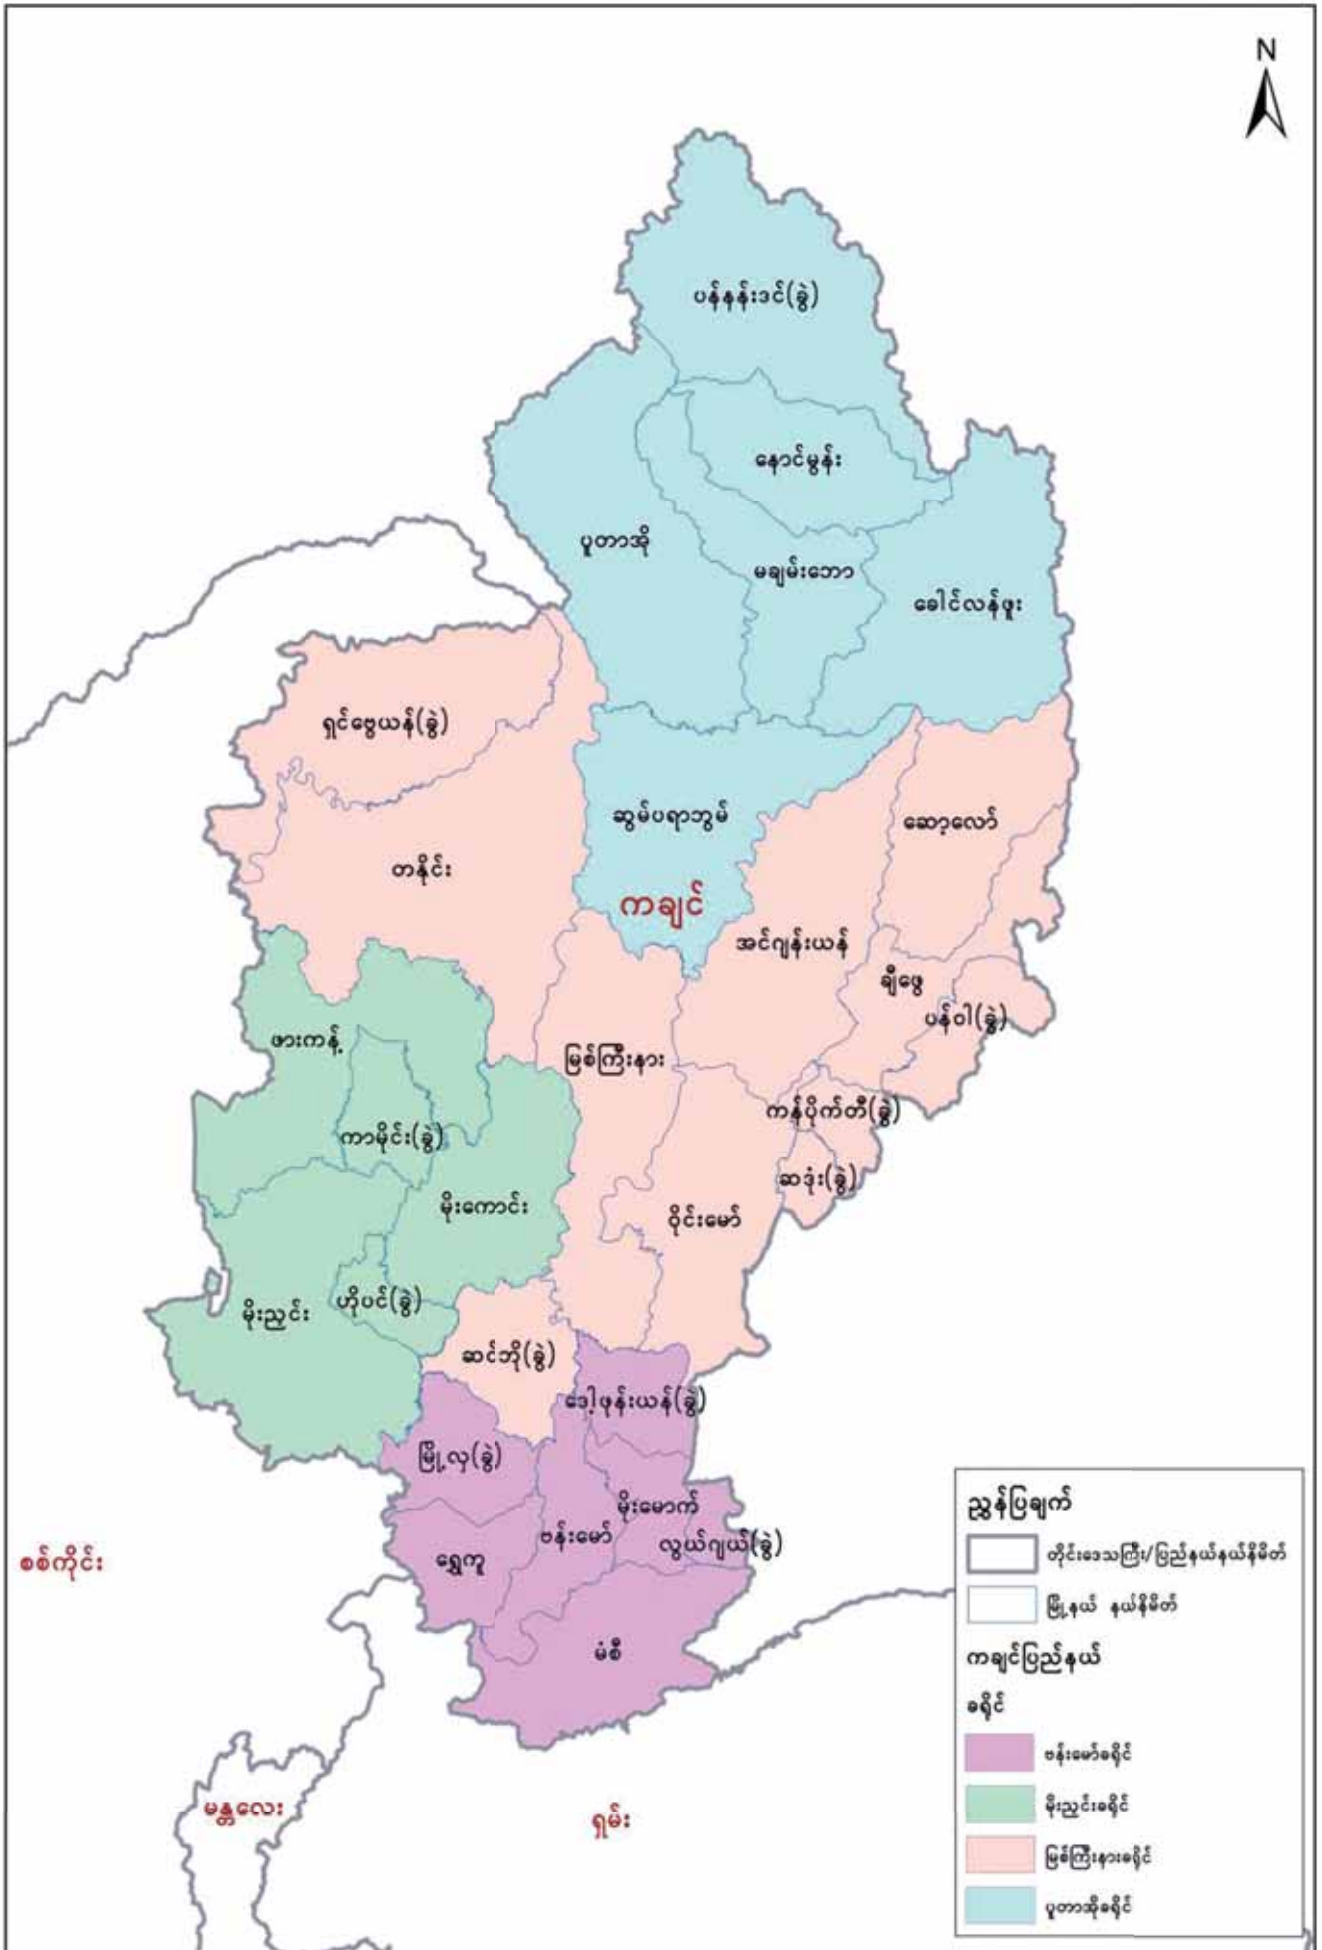 N
ပန်နန်းဒင်(ခွဲ)
နောင်မွန်း
ပူတာအို
မချမ်းဘော
ခေါင်လန်ဖူး
ရှင်ဗွေယန်(ခွဲ)
ဆွမ်ပရာဘွမ်
ဆော့လော်
တနိုင်း
ကချင်
အင်ဂျန်းယန်
ချီဖွေ
ပန်ဝါ(ခွဲ)
ဖားကန့်
မြစ်ကြီးနား
ကန်ပိုက်တီ(ခွဲ)
ကာမိုင်း(ခွဲ)
ဆဒုံး(ခွဲ)
မိုးကောင်း
ဝိုင်းမော်
ဟိုပင်(ခွဲ)
မိုးညှင်း
ဆင်ဘို(ခွဲ)
ဒေါ့ဖုန်းယန်(ခွဲ)
မြို့လှ(ခွဲ)
မိုးမောက်
ဗန်းမော်
လွယ်ဂျယ်(ခွဲ)
ရွှေကူ
မံစီ
စစ်ကိုင်း
မန္တလေး
ရှမ်း
ညွှန်ပြချက်
တိုင်းဒေသကြီး/ပြည်နယ်နယ်နိမိတ်
မြို့နယ် နယ်နိမိတ်
ကချင်ပြည်နယ်
ခရိုင်
ဗန်းမော်ခရိုင်
မိုးညှင်းခရိုင်
မြစ်ကြီးနားခရိုင်
ပူတာအိုခရိုင်